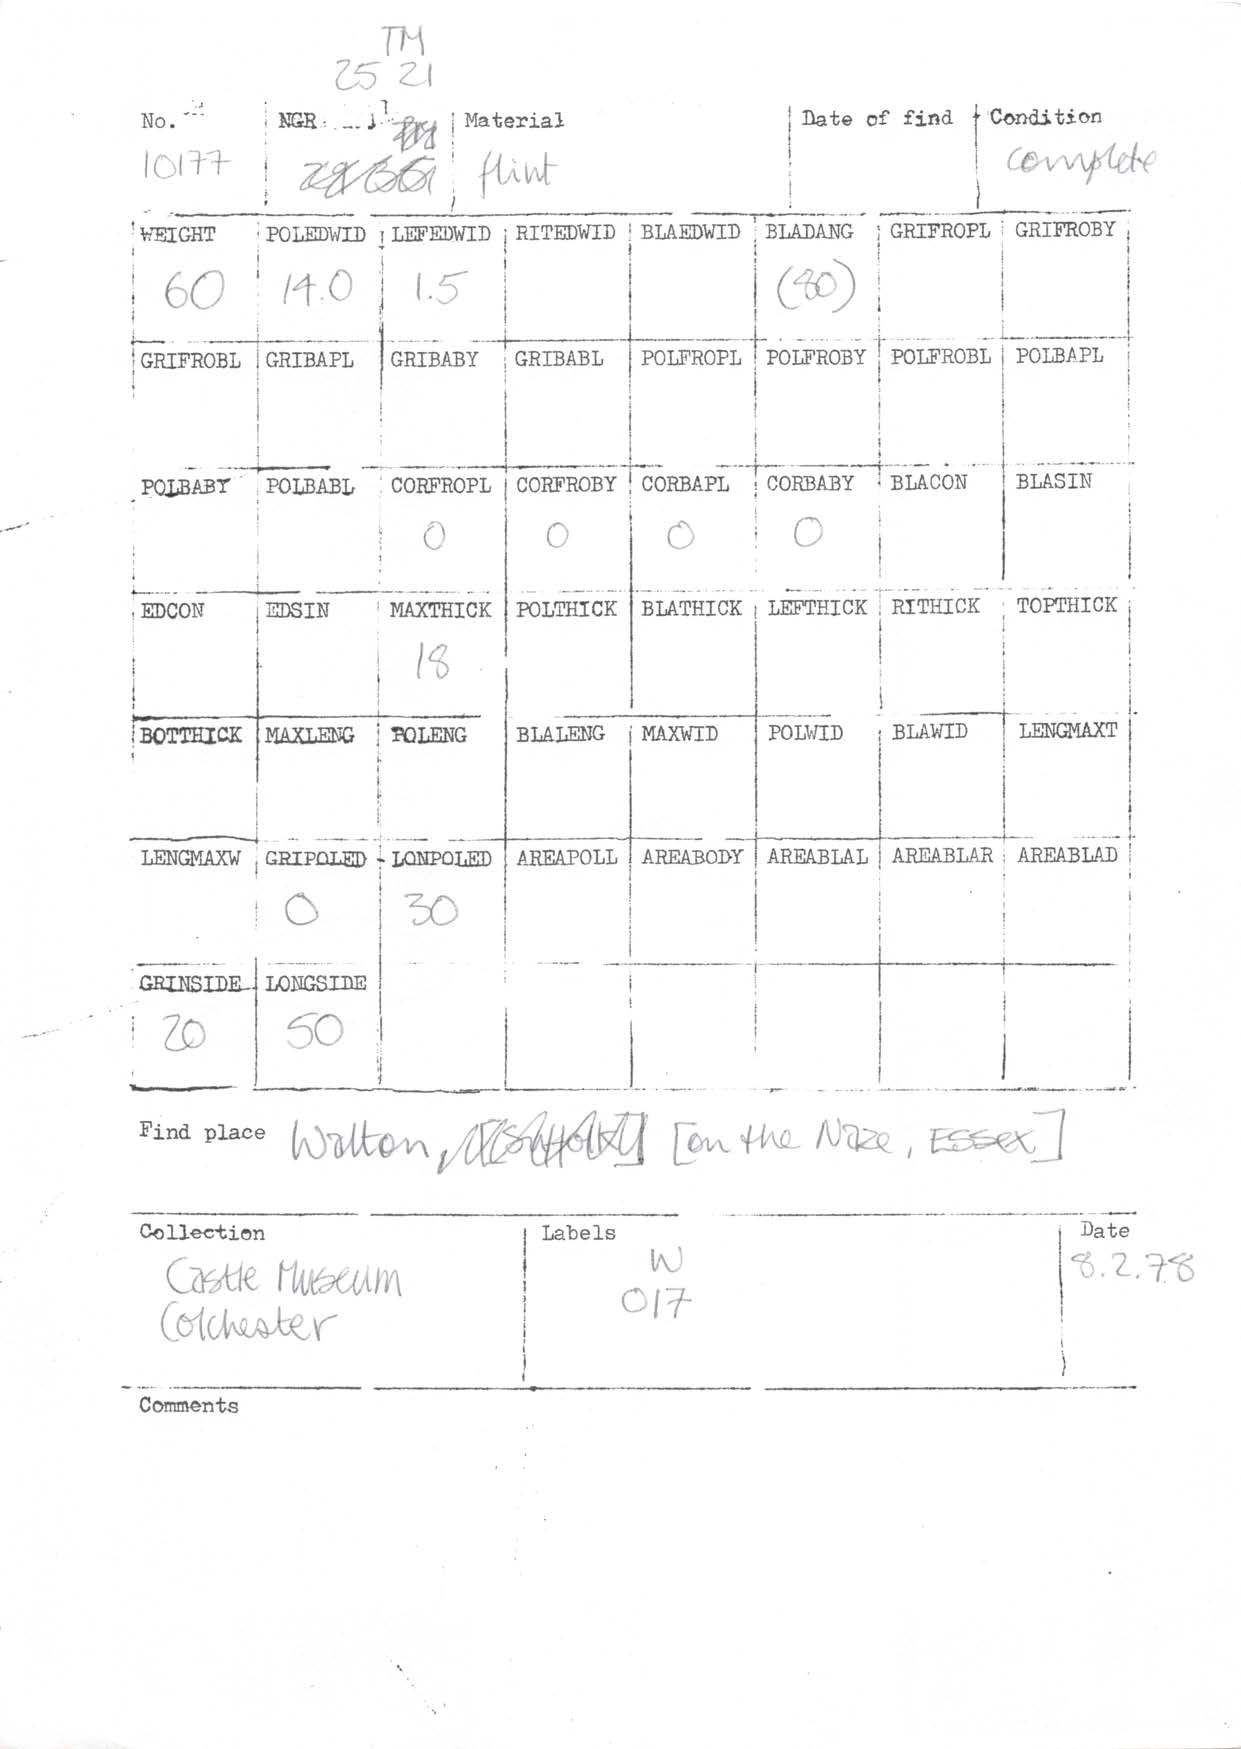 TM
25 21
No. NGR Material Date of find Condition
10177 flint complete
WEIGHT POLEDWID LEFEDWID RITEDWID BLAEDWID BLADANG GRIFROPL GRIFROBY
60 14.0 1.5 (80)
GRIFROBL GRIBAPL GRIBABY GRIBABL POLFROPL POLFROBY POLFROBL POLBAPL
POLBABY POLBABL CORFROPL CORFROBY CORBAPL CORBABY BLACON BLASIN
0 0 0 0
EDCON EDSIN MAXTHICK POLTHICK BLATHICK LEFTHICK RITHICK TOPTHICK
18
BOTTHICK MAXLENG POLENG BLALENG MAXWID POLWID BLAWID LENGMAXT
LENGMAXW GRIPOLED LONPOLED AREAPOLL AREABODY AREABLAL AREABLAR AREABLAD
0 30
GRINSIDE LONGSIDE
20 50
Find place Walton, [on the Naze, Essex]
Collection Labels Date
Castle Museum W 8.2.78
Colchester 017
Comments